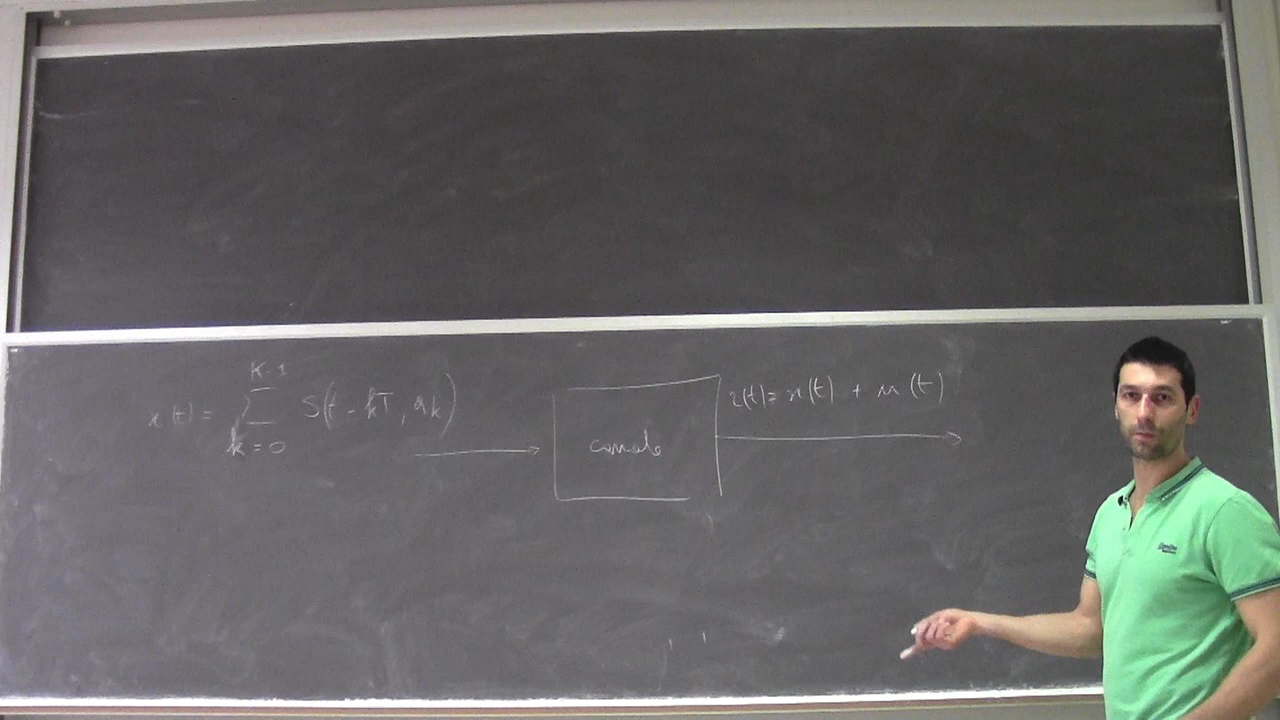 K-1
x(t) = ∑ S(t - kT, ak)
k = 0
canale
r(t) = x(t) + n(t)